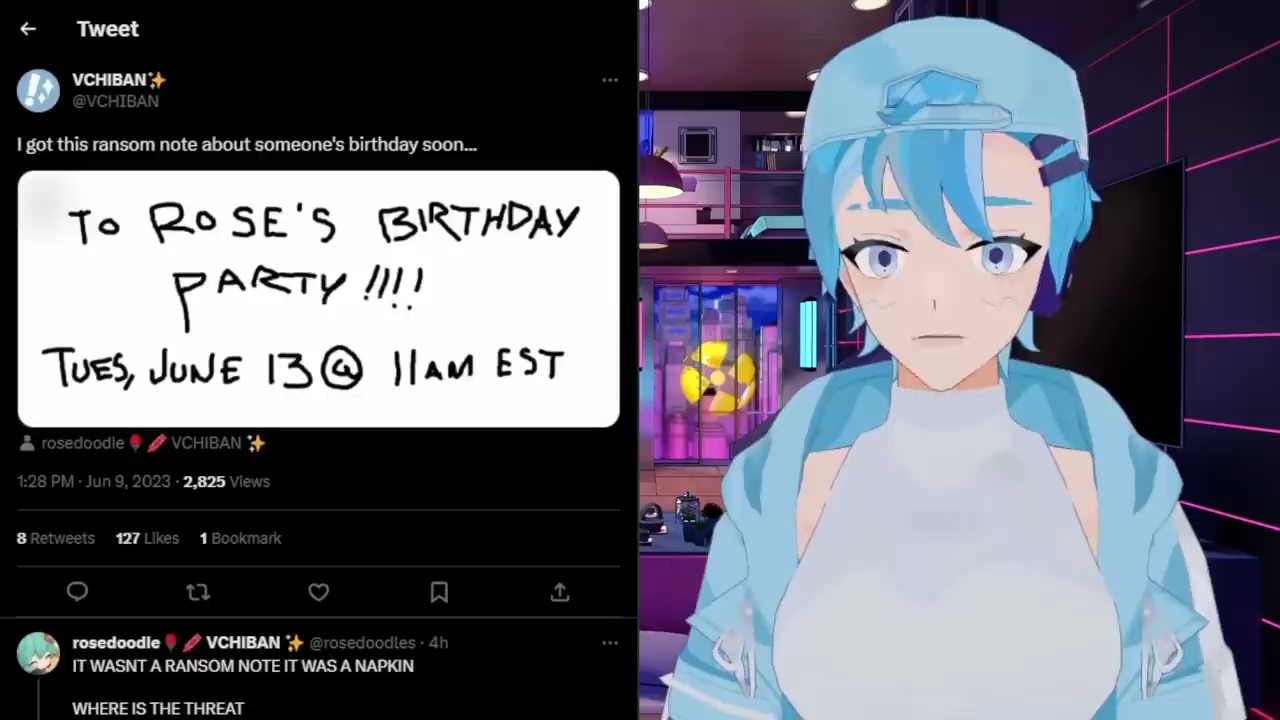 Tweet
VCHIBAN✨
@VCHIBAN
I got this ransom note about someone's birthday soon...
TO ROSE'S BIRTHDAY
PARTY !!!!
TUES, JUNE 13 @ 11AM EST
rosedoodle🌹🖍️ VCHIBAN ✨
1:28 PM · Jun 9, 2023 · 2,825 Views
8 Retweets 127 Likes 1 Bookmark
rosedoodle🌹🖍️ VCHIBAN ✨ @rosedoodles · 4h
IT WASNT A RANSOM NOTE IT WAS A NAPKIN
WHERE IS THE THREAT